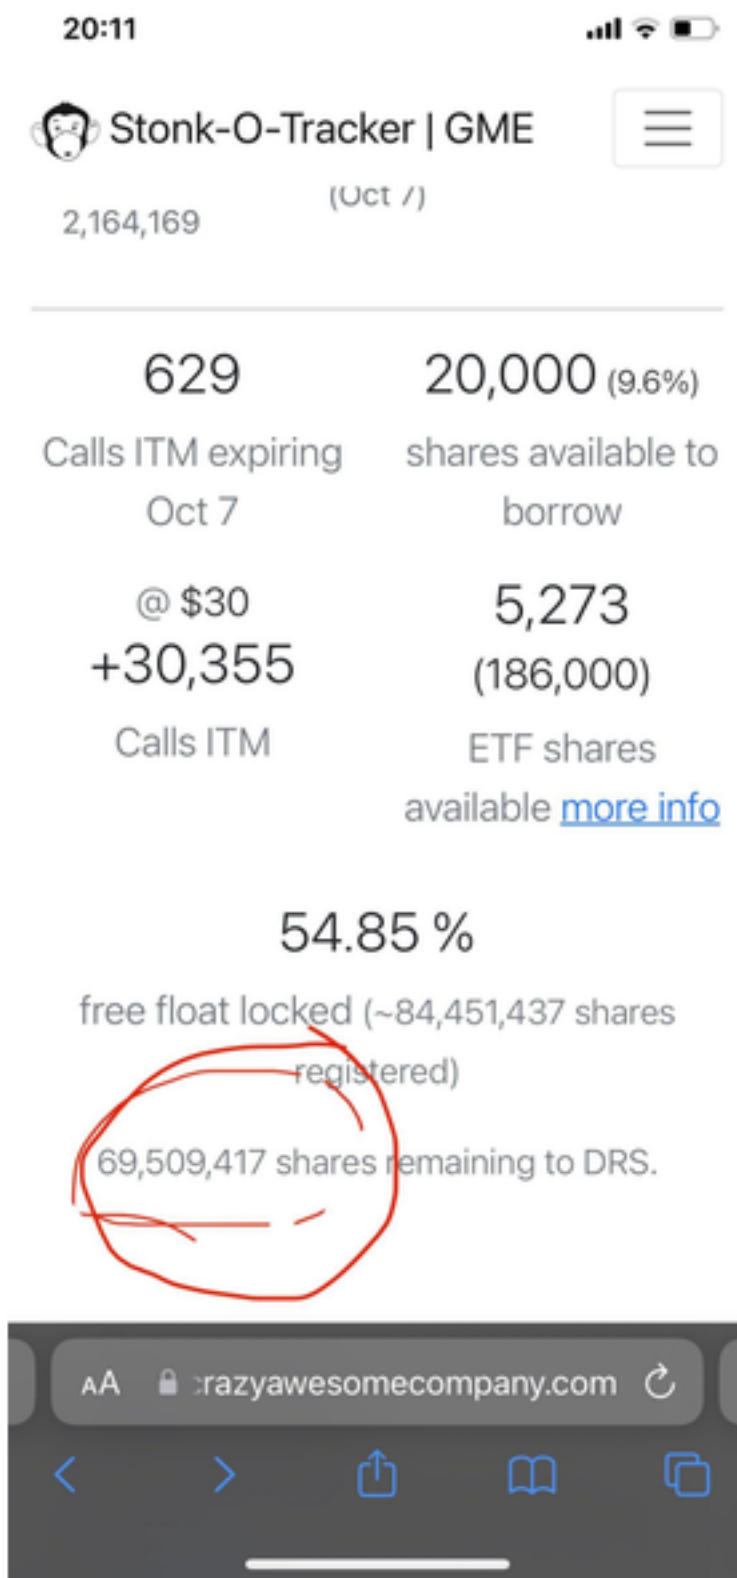 20:11
Stonk-O-Tracker | GME
2,164,169
(Oct 7)
629
Calls ITM expiring
Oct 7
20,000 (9.6%)
shares available to
borrow
@ $30
+30,355
Calls ITM
5,273
(186,000)
ETF shares
available more info
54.85 %
free float locked (~84,451,437 shares
registered)
69,509,417 shares remaining to DRS.
AA
razyawesomecompany.com